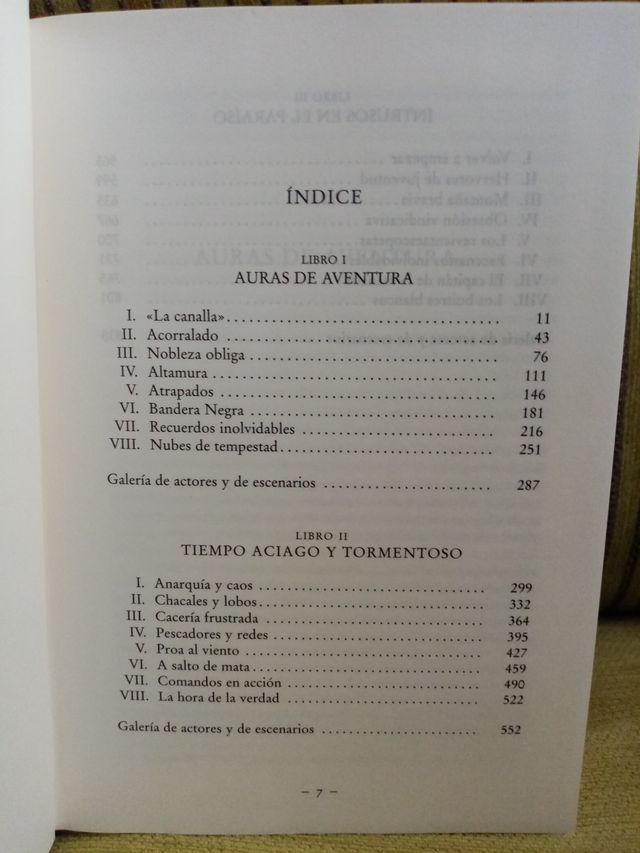 ÍNDICE
LIBRO I
AURAS DE AVENTURA
I. «La canalla» 11
II. Acorralado 43
III. Nobleza obliga 76
IV. Altamura 111
V. Atrapados 146
VI. Bandera Negra 181
VII. Recuerdos inolvidables 216
VIII. Nubes de tempestad 251
Galería de actores y de escenarios 287
LIBRO II
TIEMPO ACIAGO Y TORMENTOSO
I. Anarquía y caos 299
II. Chacales y lobos 332
III. Cacería frustrada 364
IV. Pescadores y redes 395
V. Proa al viento 427
VI. A salto de mata 459
VII. Comandos en acción 490
VIII. La hora de la verdad 522
Galería de actores y de escenarios 552
– 7 –